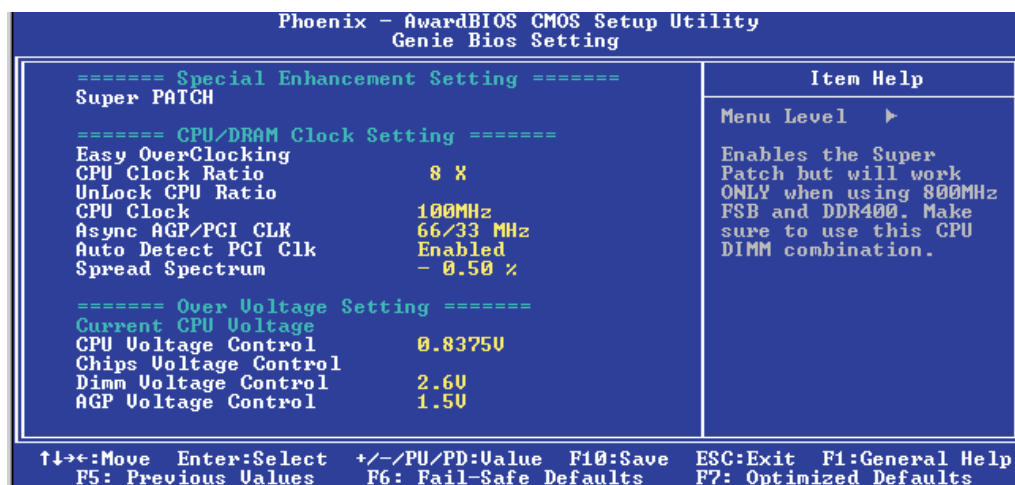 Phoenix - AwardBIOS CMOS Setup Utility
Genie Bios Setting
======= Special Enhancement Setting =======
Super PATCH
======= CPU/DRAM Clock Setting =======
Easy OverClocking
CPU Clock Ratio 8 X
UnLock CPU Ratio
CPU Clock 100MHz
Async AGP/PCI CLK 66/33 MHz
Auto Detect PCI Clk Enabled
Spread Spectrum - 0.50 %
======= Over Voltage Setting =======
Current CPU Voltage
CPU Voltage Control 0.8375V
Chips Voltage Control
Dimm Voltage Control 2.6V
AGP Voltage Control 1.5V
Item Help
Menu Level ▶
Enables the Super
Patch but will work
ONLY when using 800MHz
FSB and DDR400. Make
sure to use this CPU
DIMM combination.
↑↓→←:Move Enter:Select +/-/PU/PD:Value F10:Save ESC:Exit F1:General Help
F5: Previous Values F6: Fail-Safe Defaults F7: Optimized Defaults